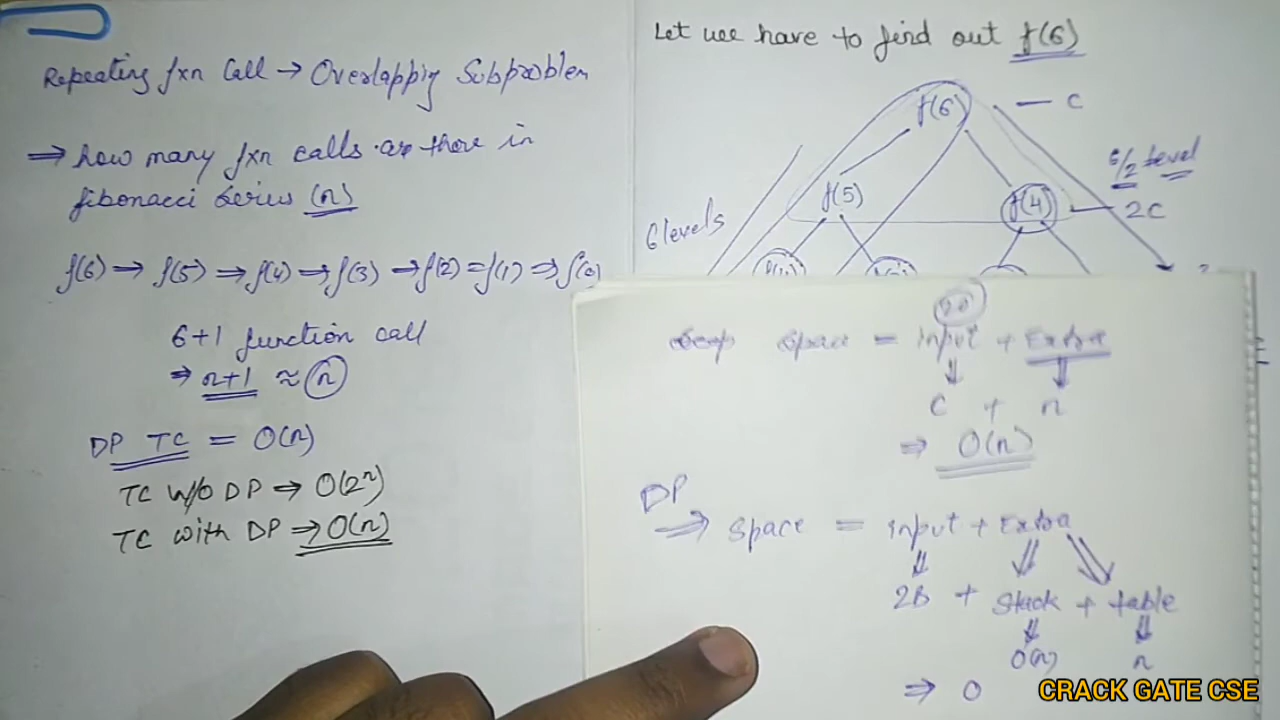 Repeating fxn Call → Overlapping Subproblem
⇒ how many fxn calls are there in
fibonacci series (n)
f(6) → f(5) ⇒ f(4) ⇒ f(3) → f(2) = f(1) ⇒ f(0)
6+1 function call
⇒ n+1 ≈ n
DP TC = O(n)
TC W/O DP → O(2ⁿ)
TC with DP ⇒ O(n)
Let we have to find out f(6)
f(6) — C
6/2 Level
f(5) f(4) — 2C
6 levels
Space = input + Extra
C + n
⇒ O(n)
DP
⇒ Space = input + Extra
2B + Stack + table
O(n) n
⇒ O
CRACK GATE CSE